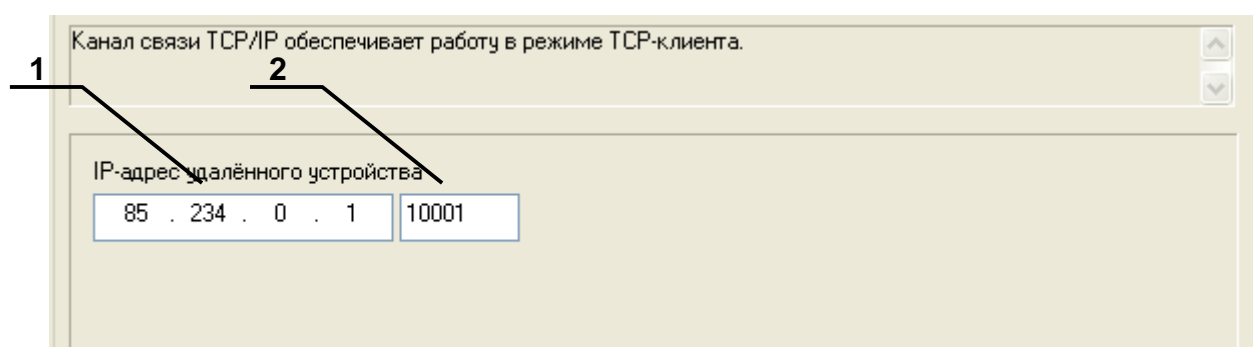 Канал связи TCP/IP обеспечивает работу в режиме TCP-клиента.
1 2
IP-адрес удалённого устройства
85 . 234 . 0 . 1 10001